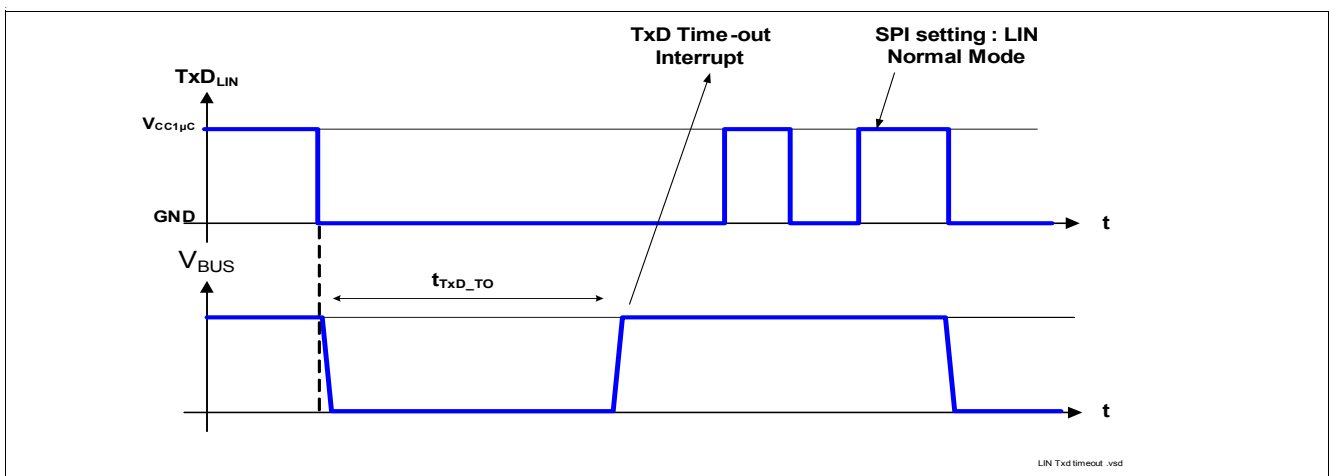 TxD Time-out
Interrupt
SPI setting : LIN
Normal Mode
TxDLIN
VCC1µC
GND
t
VBUS
tTxD_TO
t
LIN Txd timeout .vsd